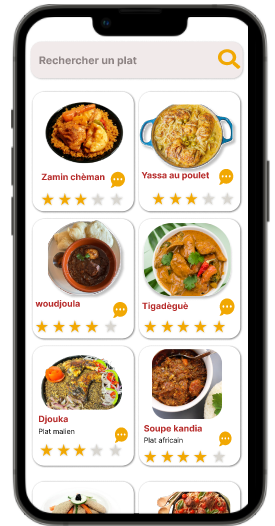 Rechercher un plat
Zamin chèman
Yassa au poulet
woudjoula
Tigadèguè
Djouka
Plat malien
Soupe kandia
Plat africain